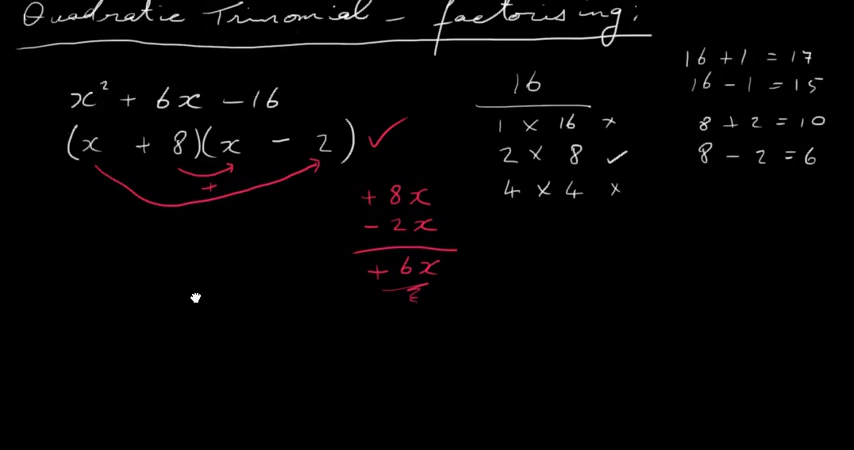 Quadratic Trinomial - factorising:
x² + 6x - 16
(x + 8)(x - 2) ✓
+
+ 8x
- 2x
+ 6x
16
1 × 16 ×
2 × 8 ✓
4 × 4 ×
16 + 1 = 17
16 - 1 = 15
8 + 2 = 10
8 - 2 = 6